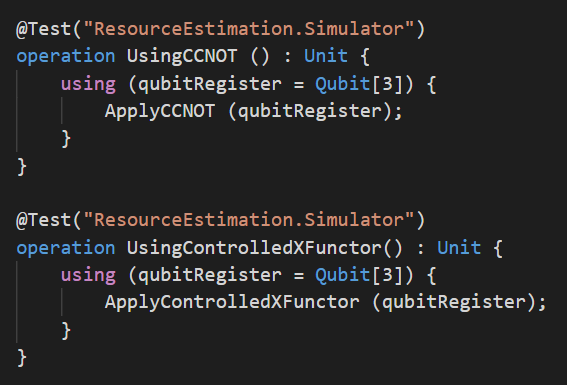 @Test("ResourceEstimation.Simulator")
operation UsingCCNOT () : Unit {
    using (qubitRegister = Qubit[3]) {
        ApplyCCNOT (qubitRegister);
    }
}

@Test("ResourceEstimation.Simulator")
operation UsingControlledXFunctor() : Unit {
    using (qubitRegister = Qubit[3]) {
        ApplyControlledXFunctor (qubitRegister);
    }
}